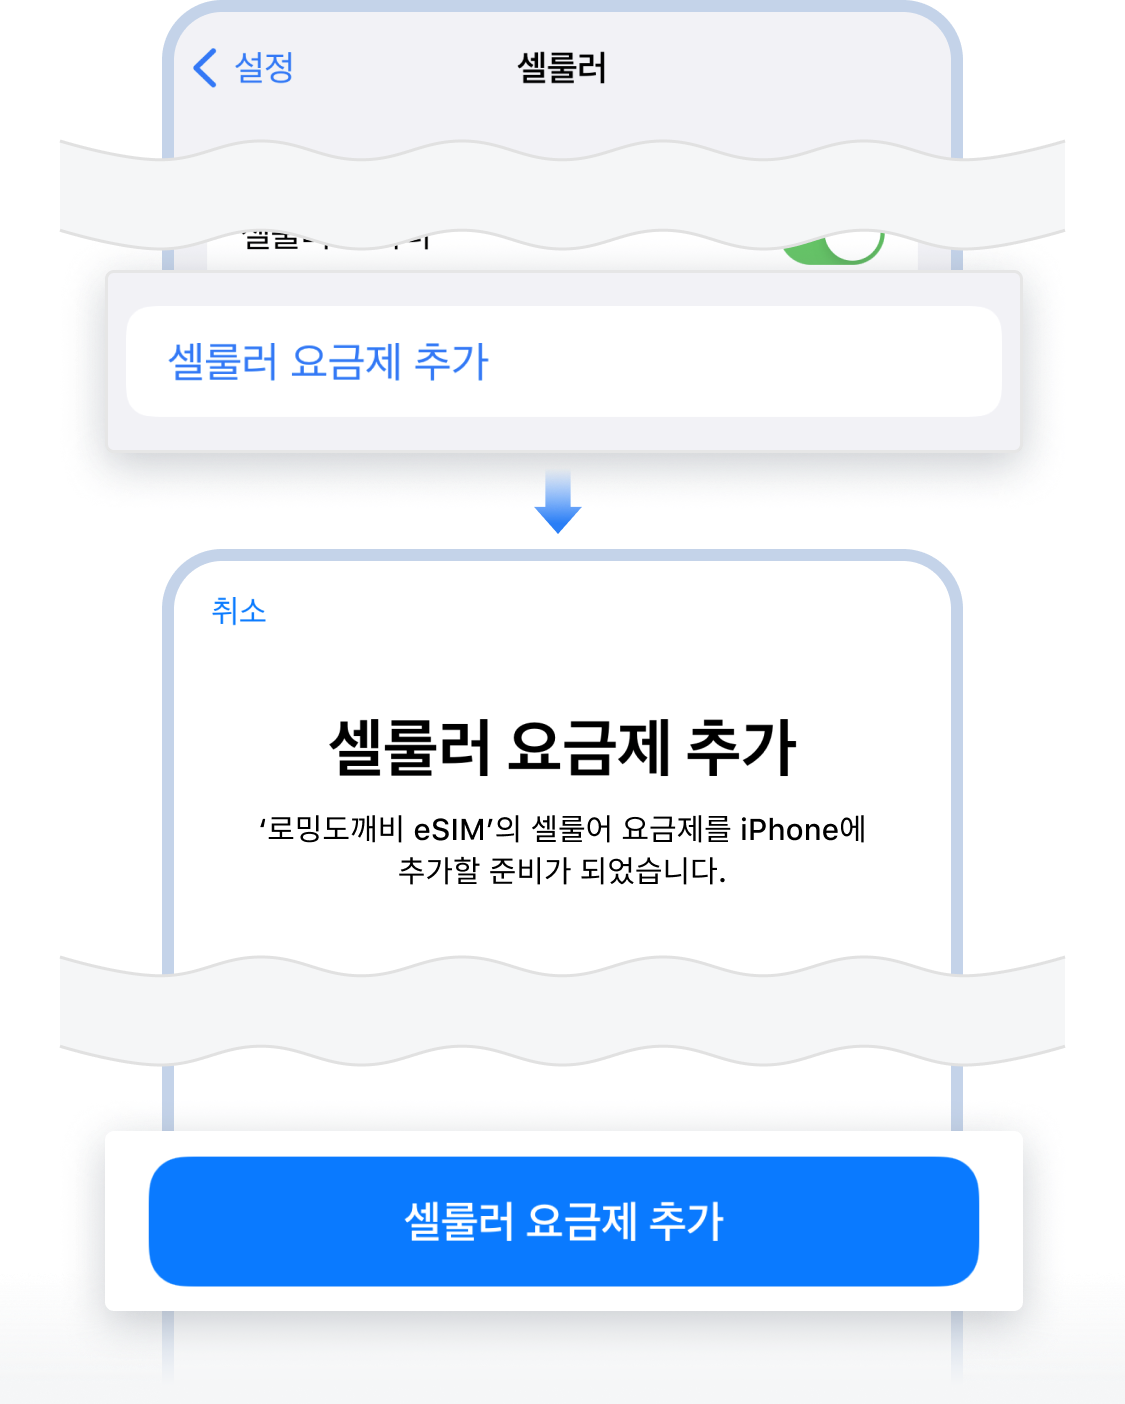 설정
셀룰러
셀룰러 요금제 추가
취소
셀룰러 요금제 추가
‘로밍도깨비 eSIM’의 셀룰어 요금제를 iPhone에
추가할 준비가 되었습니다.
셀룰러 요금제 추가